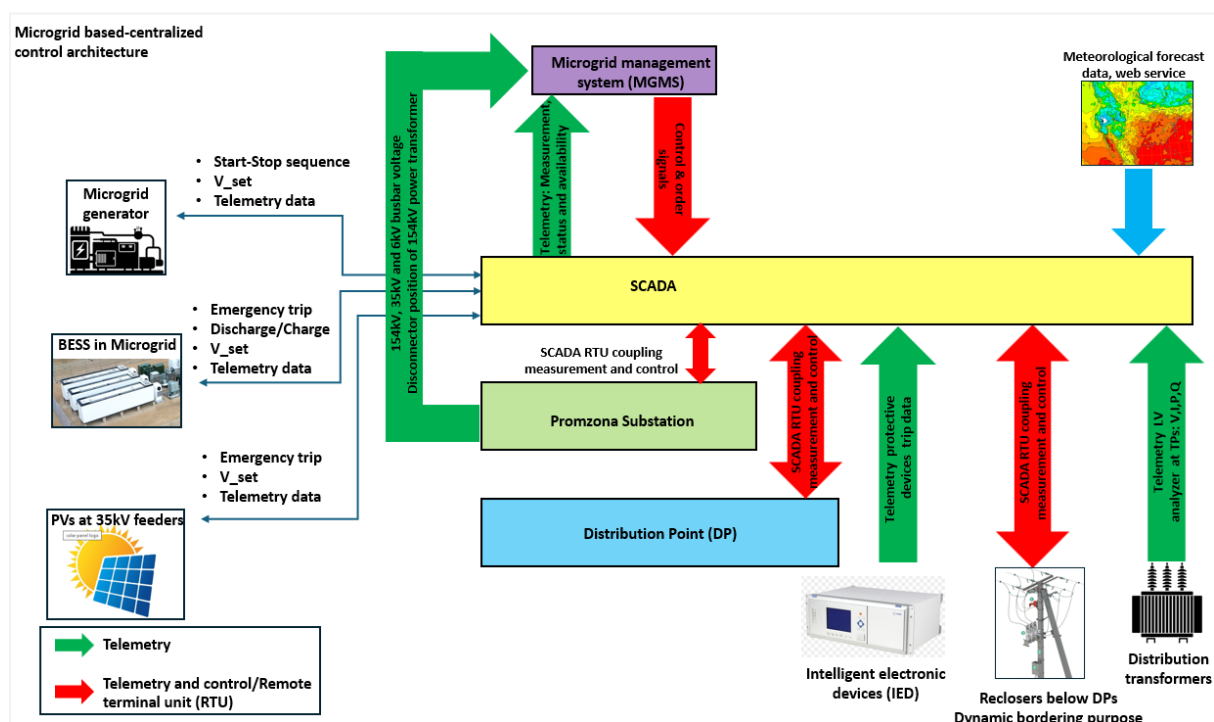 Microgrid based-centralized
control architecture
Microgrid management
system (MGMS)
Meteorological forecast
data, web service
154kV, 35kV and 6kV busbar voltage
Disconnector position of 154kV power transformer
Telemetry: Measurement,
status and availability
Control & order
signals
• Start-Stop sequence
• V_set
• Telemetry data
Microgrid
generator
SCADA
• Emergency trip
• Discharge/Charge
• V_set
• Telemetry data
BESS in Microgrid
SCADA RTU coupling
measurement and control
Promzona Substation
SCADA RTU coupling
measurement and control
Telemetry protective
devices trip data
SCADA RTU coupling
measurement and control
Telemetry LV
analyzer at TPs: V,I,P,Q
• Emergency trip
• V_set
• Telemetry data
PVs at 35kV feeders
solar panel logo
Distribution Point (DP)
Telemetry
Telemetry and control/Remote
terminal unit (RTU)
Intelligent electronic
devices (IED)
Reclosers below DPs
Dynamic bordering purpose
Distribution
transformers